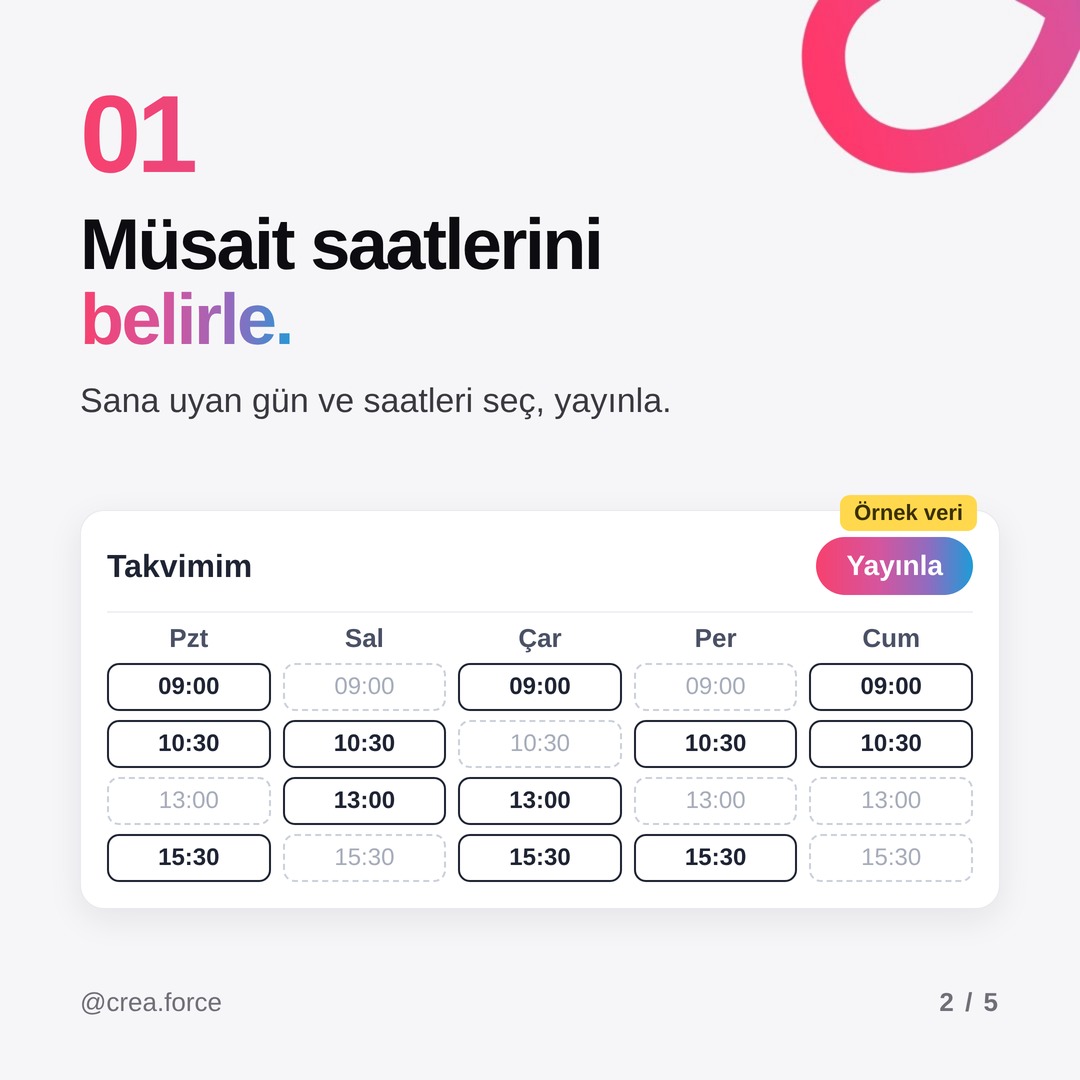 01
Müsait saatlerini
belirle.
Sana uyan gün ve saatleri seç, yayınla.
Örnek veri
Takvimim
Yayınla
Pzt Sal Çar Per Cum
09:00 09:00 09:00 09:00 09:00
10:30 10:30 10:30 10:30 10:30
13:00 13:00 13:00 13:00 13:00
15:30 15:30 15:30 15:30 15:30
@crea.force
2 / 5